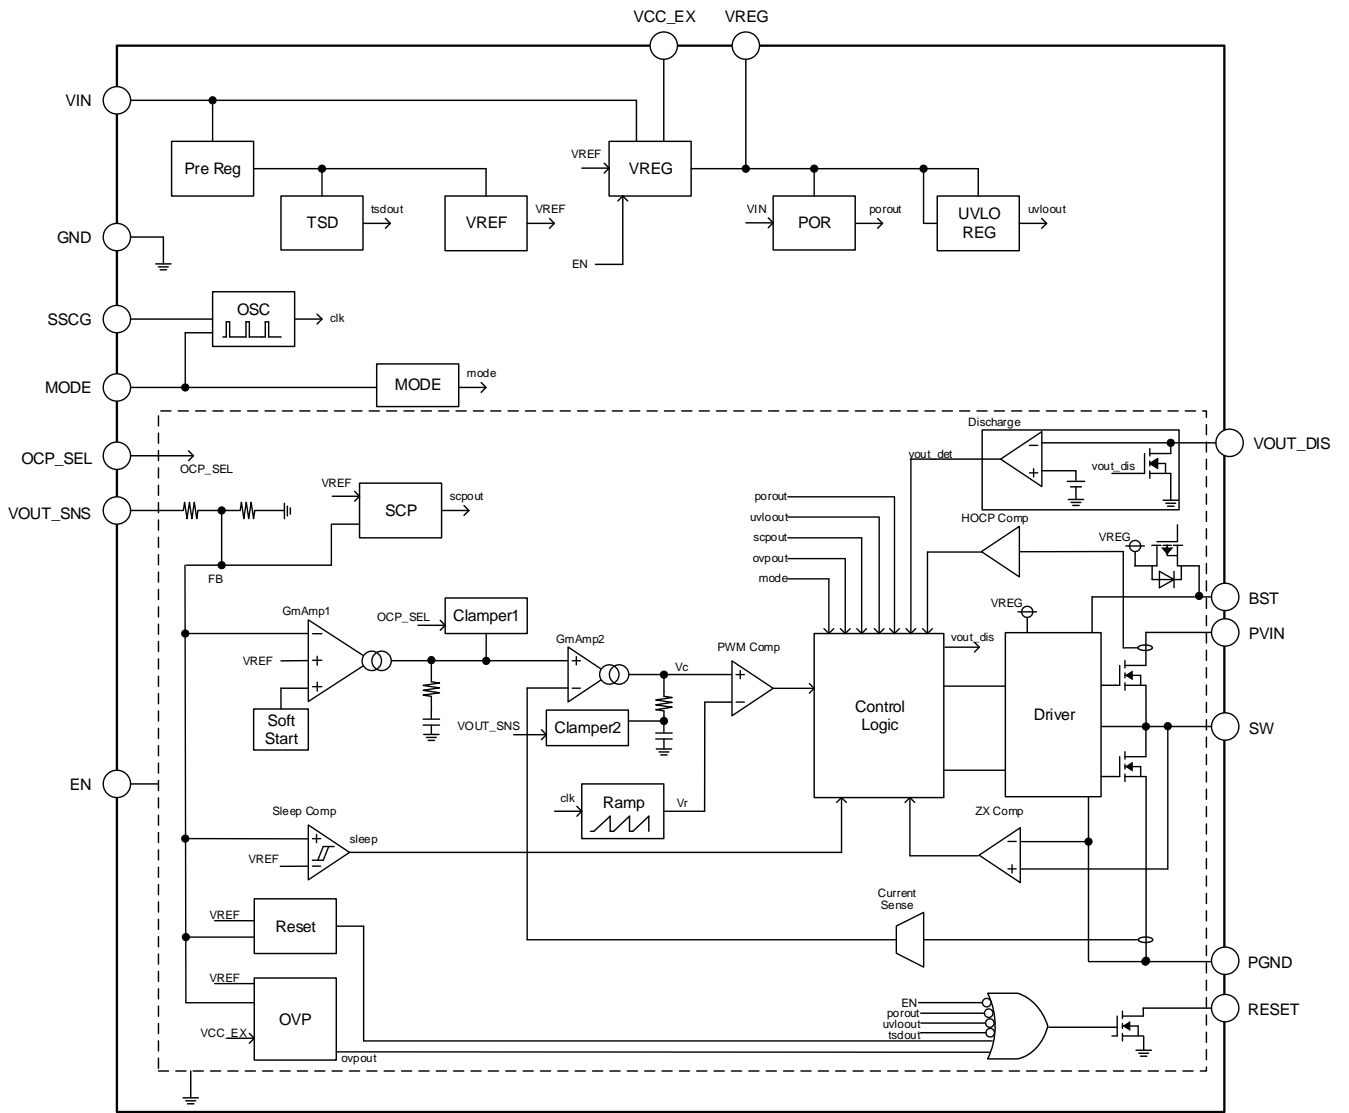 VCC_EX
VREG
VIN
Pre Reg
VREF
VREG
TSD
tsdout
VREF
VREF
VIN
POR
porout
UVLO
REG
uvloout
GND
EN
SSCG
OSC
clk
MODE
MODE
mode
OCP_SEL
OCP_SEL
Discharge
vout_det
vout_dis
VOUT_DIS
VOUT_SNS
VREF
SCP
scpout
porout
uvloout
scpout
ovpout
mode
HOCP Comp
VREG
FB
BST
GmAmp1
OCP_SEL
Clamper1
VREG
PVIN
VREF
GmAmp2
Vc
PWM Comp
vout_dis
Soft
Start
VOUT_SNS
Clamper2
Control
Logic
Driver
SW
EN
clk
Ramp
Vr
Sleep Comp
sleep
VREF
ZX Comp
Current
Sense
VREF
Reset
PGND
VREF
OVP
VCC_EX
ovpout
EN
porout
uvloout
tsdout
RESET